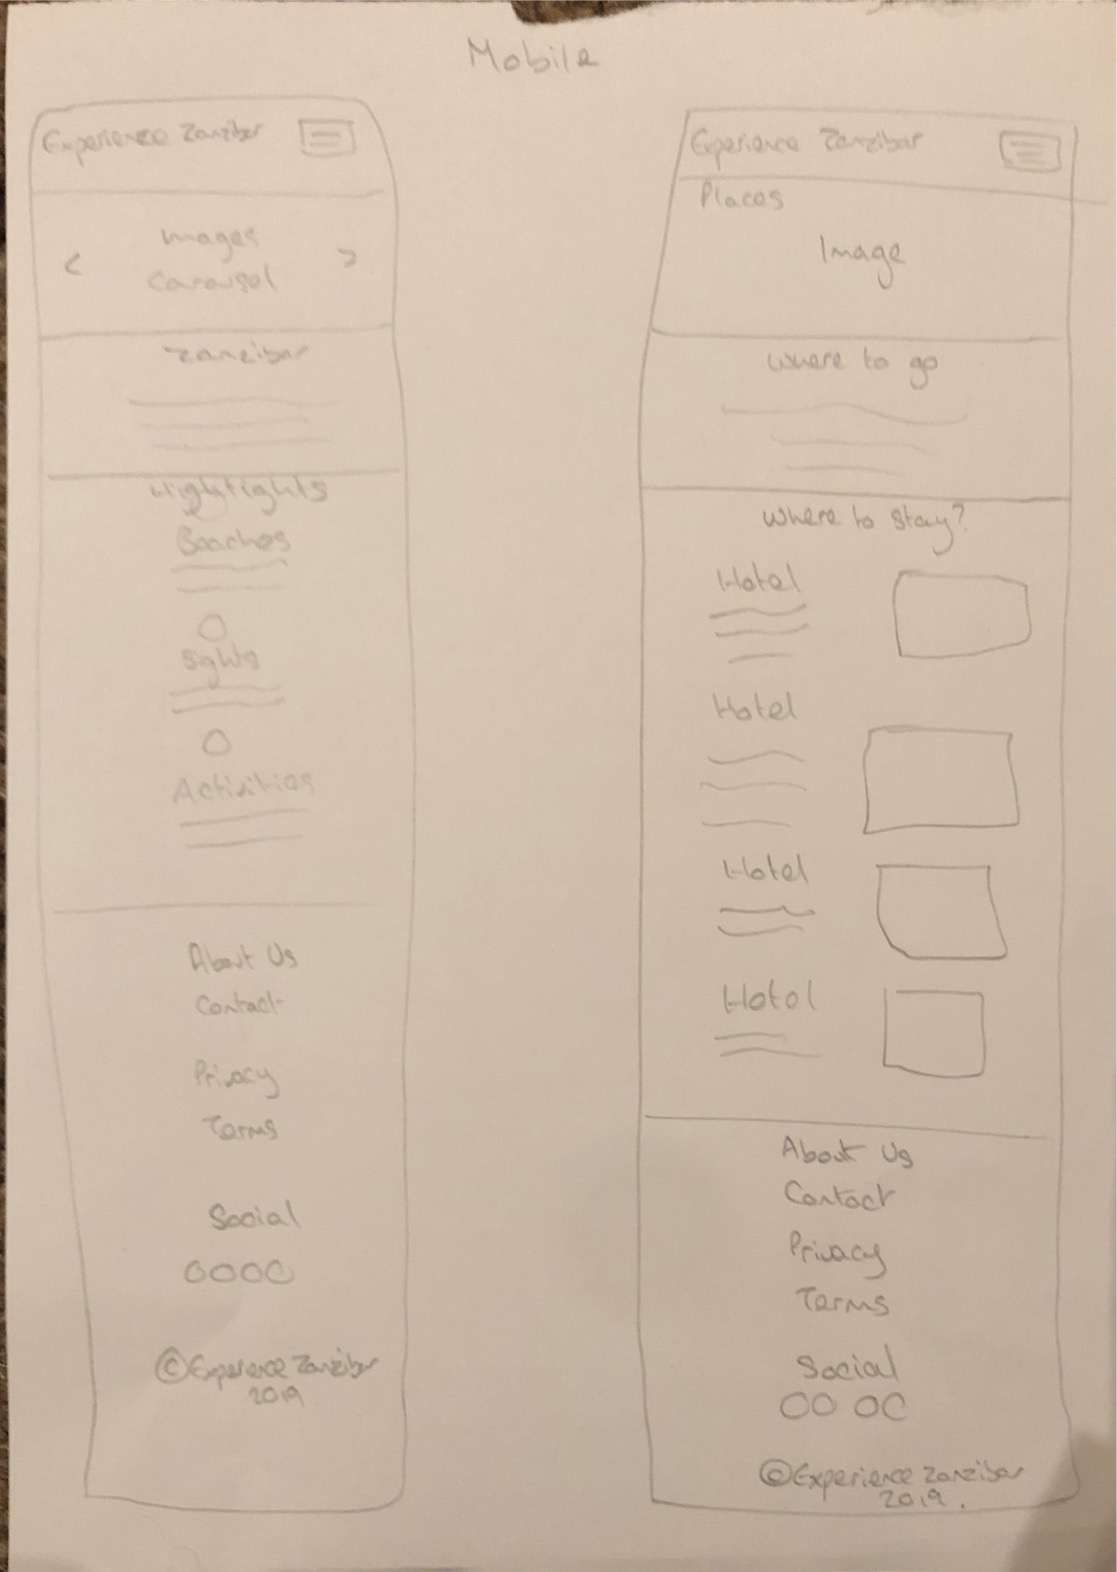 Mobile
Experience Zanzibar
Images
Carousel
< >
Zanzibar
Highlights
Beaches
Sights
Activities
About Us
Contact
Privacy
Terms
Social
©Experience Zanzibar
2019
Experience Zanzibar
Places
Image
Where to go
Where to stay?
Hotel
Hotel
Hotel
Hotel
About Us
Contact
Privacy
Terms
Social
©Experience Zanzibar
2019.